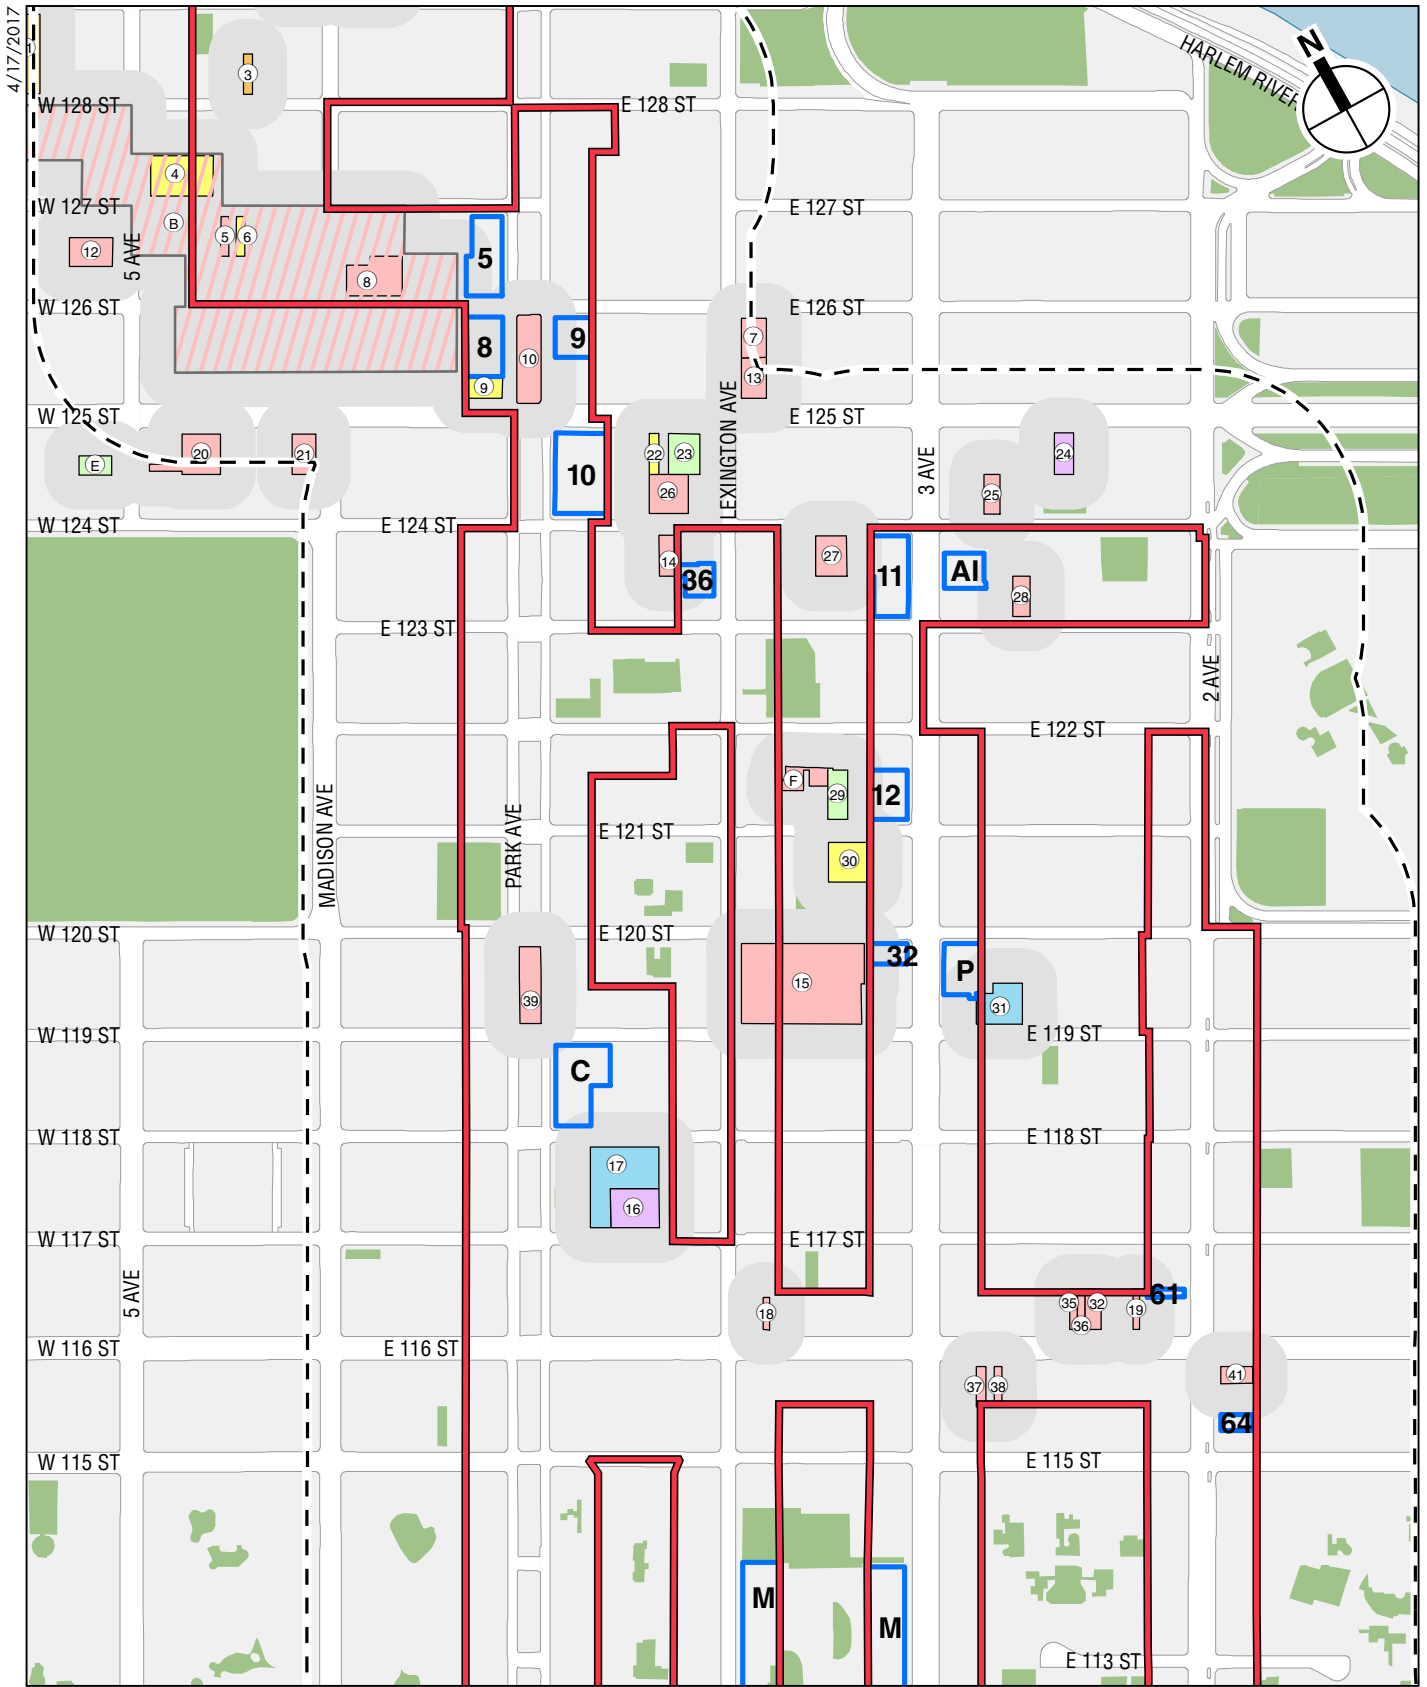 4/17/2017
HARLEM RIVER
N
1
3
W 128 ST
E 128 ST
4
W 127 ST
E 127 ST
B
5
6
12
5 AVE
5
8
W 126 ST
E 126 ST
8
10
9
7
9
13
W 125 ST
E 125 ST
LEXINGTON AVE
3 AVE
20
21
E
10
22
23
26
24
25
W 124 ST
E 124 ST
14
36
27
11
AI
28
E 123 ST
2 AVE
E 122 ST
F
29
12
MADISON AVE
PARK AVE
E 121 ST
30
W 120 ST
E 120 ST
32
P
15
39
31
W 119 ST
E 119 ST
C
W 118 ST
E 118 ST
17
16
W 117 ST
E 117 ST
5 AVE
18
35
32
36
19
61
W 116 ST
E 116 ST
37
38
41
64
W 115 ST
E 115 ST
M
M
E 113 ST